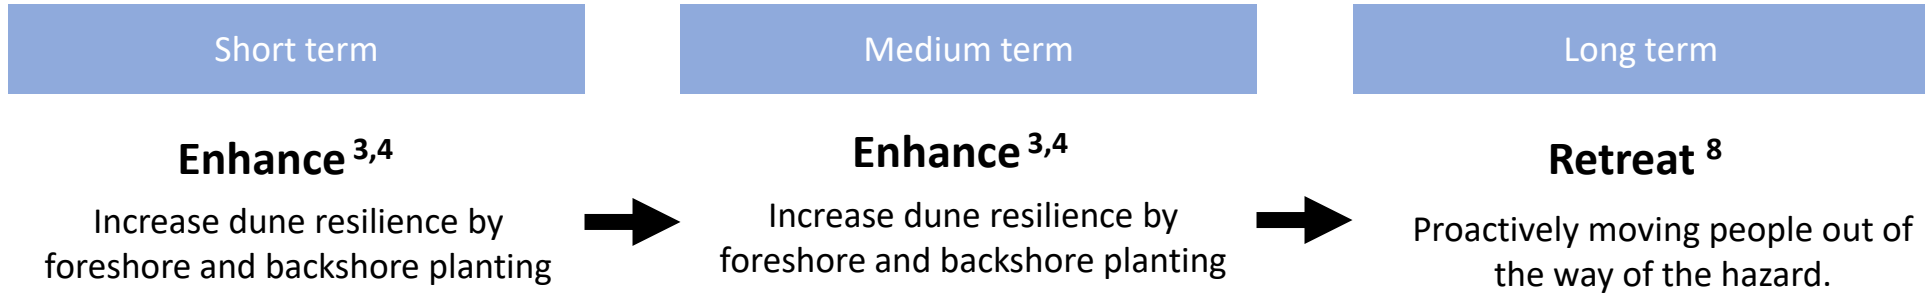 Short term
Enhance 3,4
Increase dune resilience by
foreshore and backshore planting
Medium term
Enhance 3,4
Increase dune resilience by
foreshore and backshore planting
Long term
Retreat 8
Proactively moving people out of
the way of the hazard.